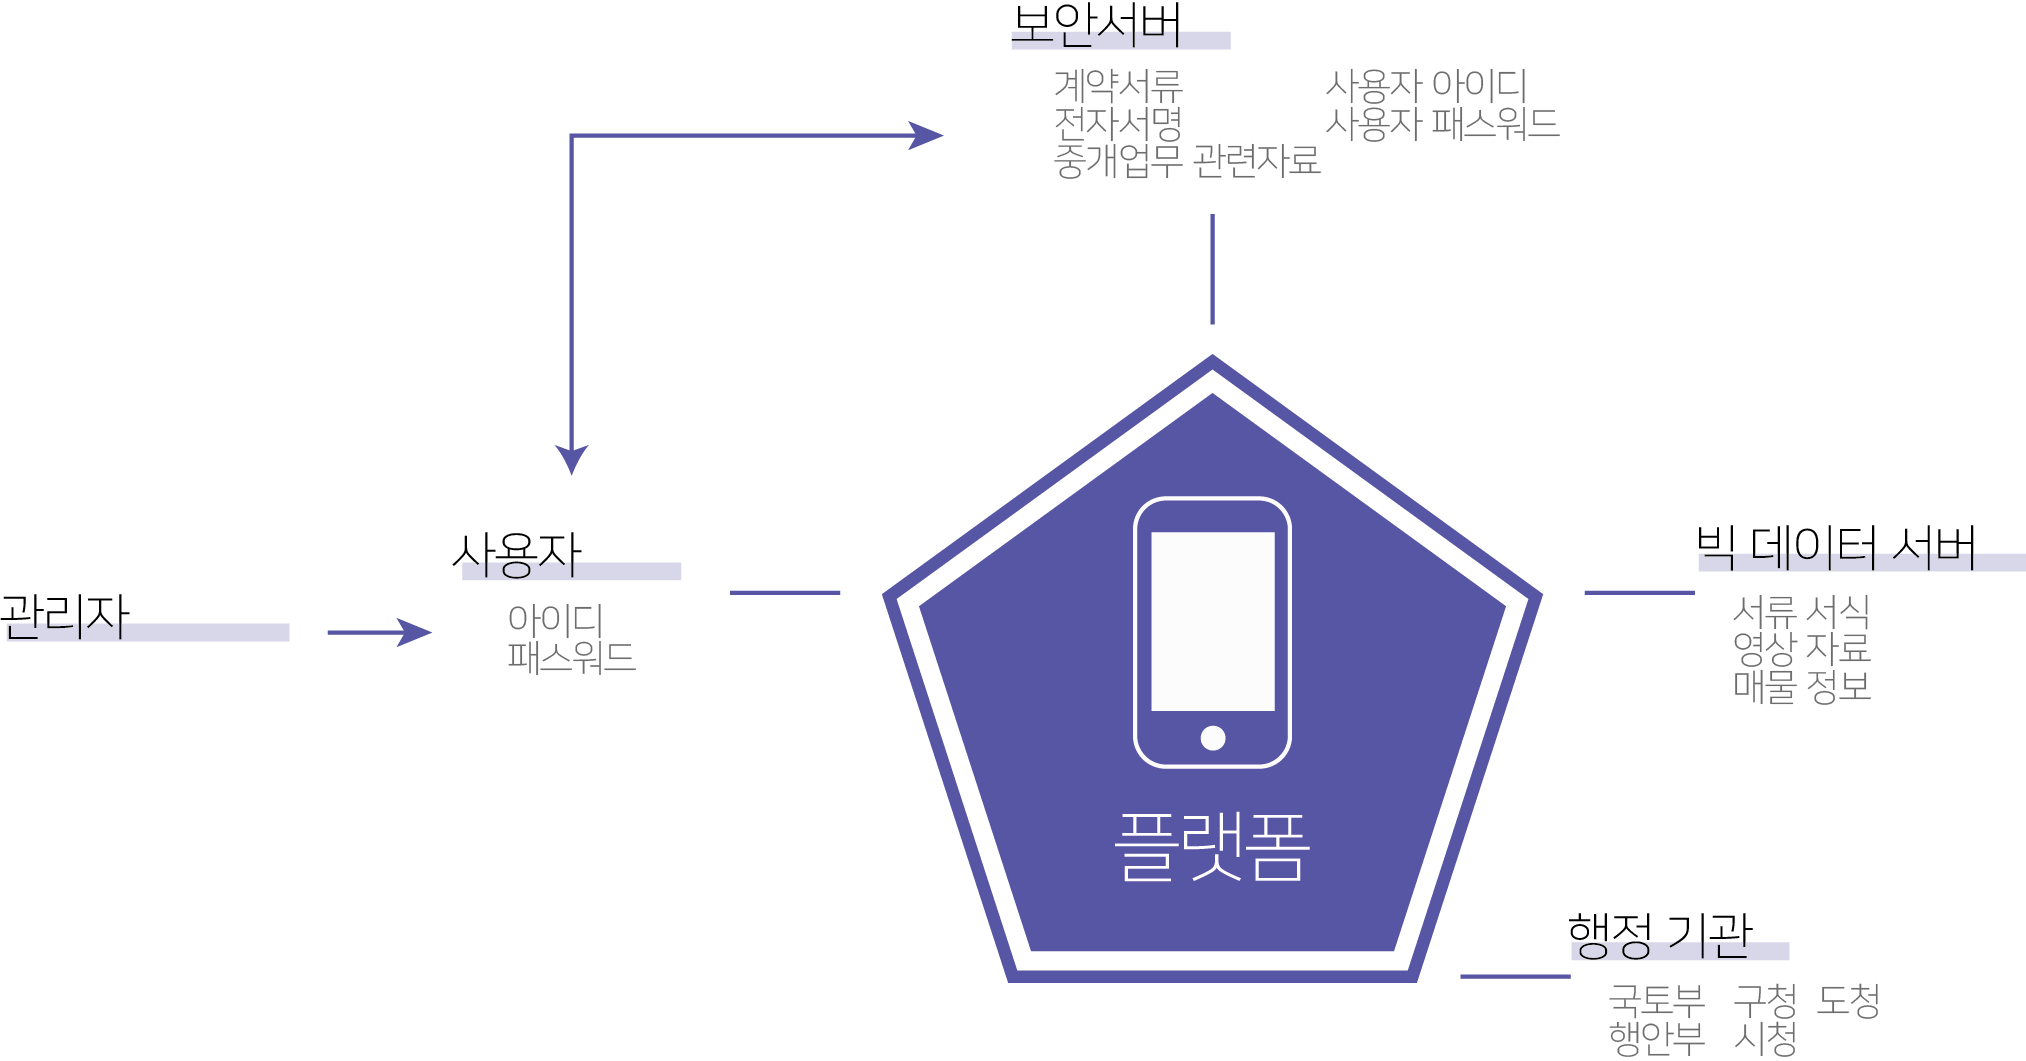 보안서버
계약서류 사용자 아이디
전자서명 사용자 패스워드
중개업무 관련자료
사용자
아이디
패스워드
관리자
플랫폼
빅 데이터 서버
서류 서식
영상 자료
매물 정보
행정 기관
국토부 구청 도청
행안부 시청